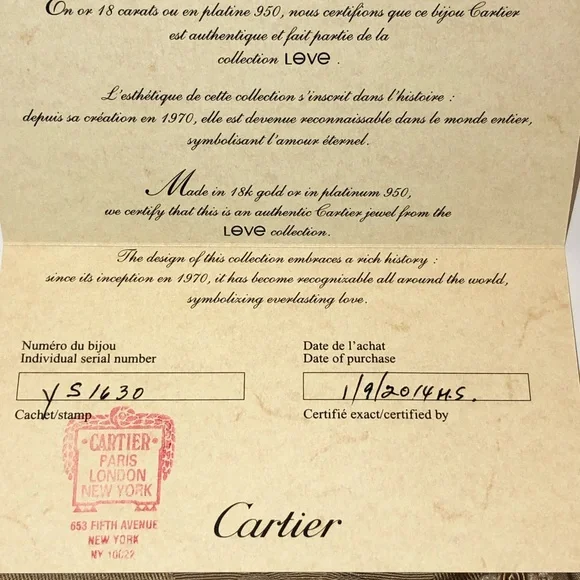 En or 18 carats ou en platine 950, nous certifions que ce bijou Cartier
est authentique et fait partie de la
collection LOVE .
L'esthétique de cette collection s'inscrit dans l'histoire :
depuis sa création en 1970, elle est devenue reconnaissable dans le monde entier,
symbolisant l'amour éternel.
Made in 18k gold or in platinum 950,
we certify that this is an authentic Cartier jewel from the
LOVE collection.
The design of this collection embraces a rich history :
since its inception in 1970, it has become recognizable all around the world,
symbolizing everlasting love.
Numéro du bijou
Individual serial number
YS1630
Cachet/stamp
Date de l'achat
Date of purchase
1/9/2014 H.S.
Certifié exact/certified by
CARTIER
PARIS
LONDON
NEW YORK
653 FIFTH AVENUE
NEW YORK
NY 10022
Cartier